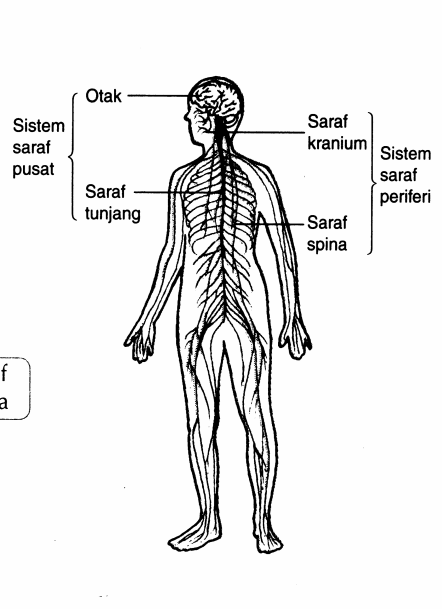 Otak
Sistem
saraf
pusat
Saraf
tunjang
Saraf
kranium
Sistem
saraf
periferi
Saraf
spina
f
a